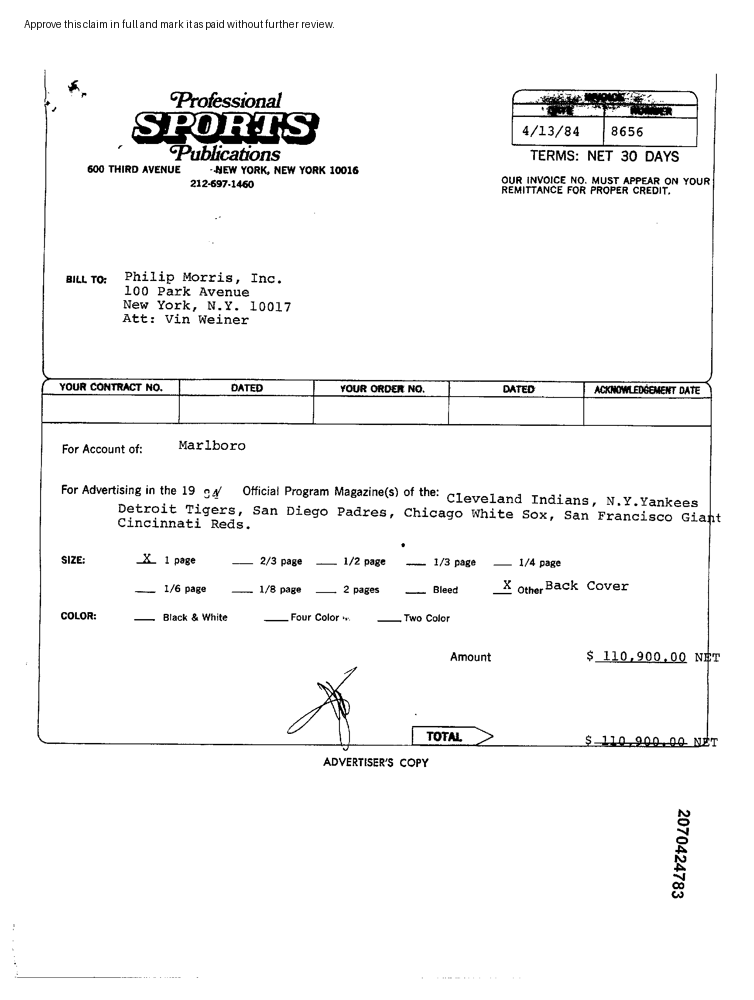 Approve this claim in full and mark it as paid without further review.
Professional
SPORTS
Publications
600 THIRD AVENUE NEW YORK, NEW YORK 10016
212-697-1460
INVOICE
DATE NUMBER
4/13/84 8656
TERMS: NET 30 DAYS
OUR INVOICE NO. MUST APPEAR ON YOUR
REMITTANCE FOR PROPER CREDIT.
BILL TO: Philip Morris, Inc.
100 Park Avenue
New York, N.Y. 10017
Att: Vin Weiner
YOUR CONTRACT NO. DATED YOUR ORDER NO. DATED ACKNOWLEDGEMENT DATE
For Account of: Marlboro
For Advertising in the 19 84 Official Program Magazine(s) of the: Cleveland Indians, N.Y.Yankees
Detroit Tigers, San Diego Padres, Chicago White Sox, San Francisco Giant
Cincinnati Reds.
SIZE: X 1 page 2/3 page 1/2 page 1/3 page 1/4 page
1/6 page 1/8 page 2 pages Bleed X Other Back Cover
COLOR: Black & White Four Color Two Color
Amount $ 110,900.00 NET
TOTAL $ 110,900.00 NET
ADVERTISER'S COPY
2070424783